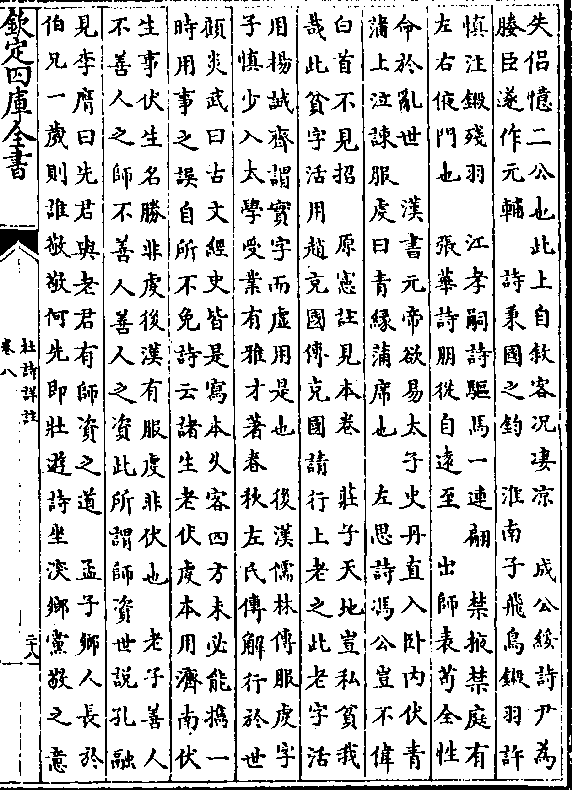 失侣憶二公也此上自敘客况凄凉　成公綏詩尹為
媵臣遂作元輔　詩秉國之鈞　淮南子飛鳥鎩羽許
慎注鎩殘羽　江孝嗣詩驅馬一連翩　禁掖禁庭有
左右掖門也　張華詩朋從自遠至　出師表茍全性
命於亂世　漢書元帝欲易太子史丹直入卧内伏青
蒲上泣諫服虔曰青緣蒲席也　左思詩馮公豈不偉
白首不見招　原憲註見本卷　莊子天地豈私貧我
哉此貧字活用趙充國傳充國請行上老之此老字活
用楊誠齋謂實字而虚用是也　後漢儒林傳服虔字
子慎少入太學受業有雅才著春秋左氏傳解行於世
顧炎武曰古文經史皆是寫本久客四方未必能攜一
時用事之誤自所不免詩云諸生老伏虔本用濟南伏
生事伏生名勝非虔後漢有服虔非伏也　老子善人
不善人之師不善人善人之資此所謂師資世說孔融
見李膺曰先君與老君有師資之道　孟子鄉人長於
伯兄一歲則誰敬敬何先即壯遊詩坐深鄉黨敬之意
欽定四庫全書
杜詩詳註
卷八
二八